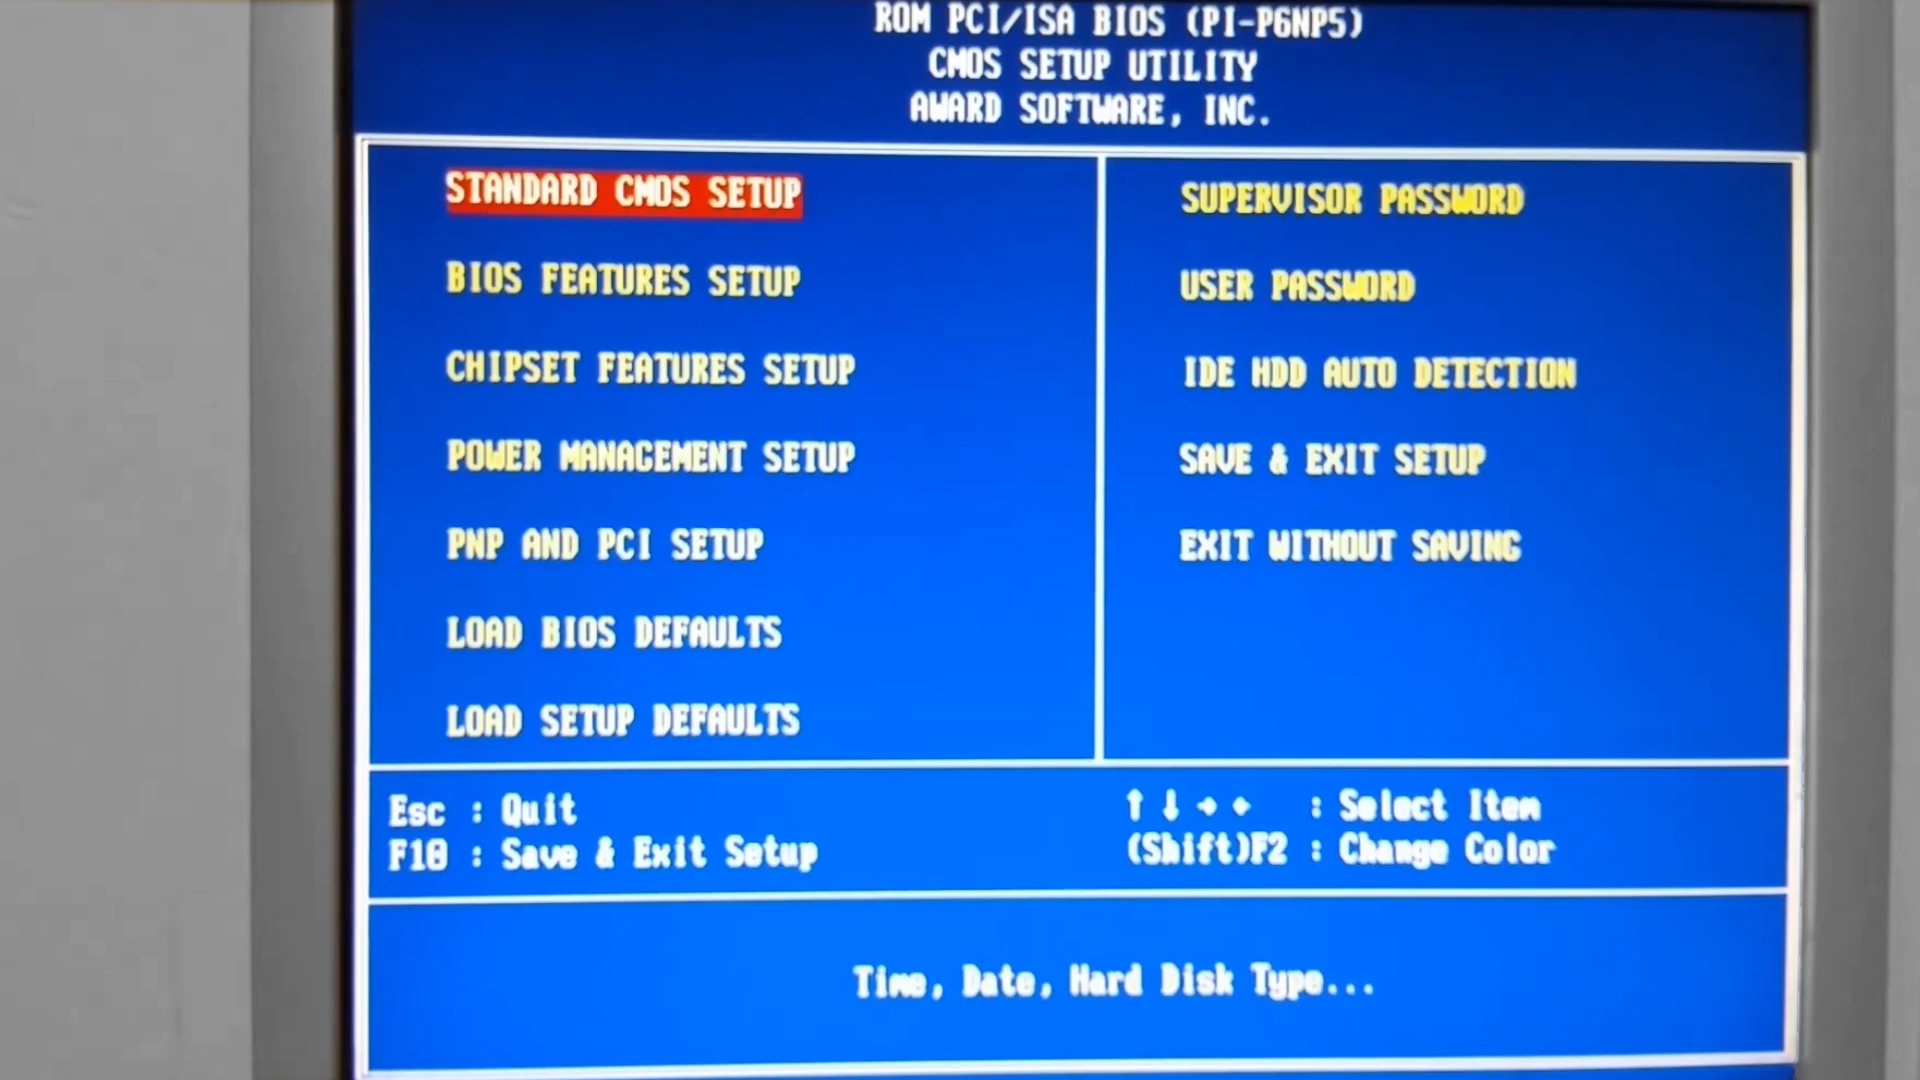 ROM PCI/ISA BIOS (PI-P6NP5)
CMOS SETUP UTILITY
AWARD SOFTWARE, INC.
STANDARD CMOS SETUP
BIOS FEATURES SETUP
CHIPSET FEATURES SETUP
POWER MANAGEMENT SETUP
PNP AND PCI SETUP
LOAD BIOS DEFAULTS
LOAD SETUP DEFAULTS
SUPERVISOR PASSWORD
USER PASSWORD
IDE HDD AUTO DETECTION
SAVE & EXIT SETUP
EXIT WITHOUT SAVING
Esc : Quit
F10 : Save & Exit Setup
↑ ↓ → ← : Select Item
(Shift)F2 : Change Color
Time, Date, Hard Disk Type...